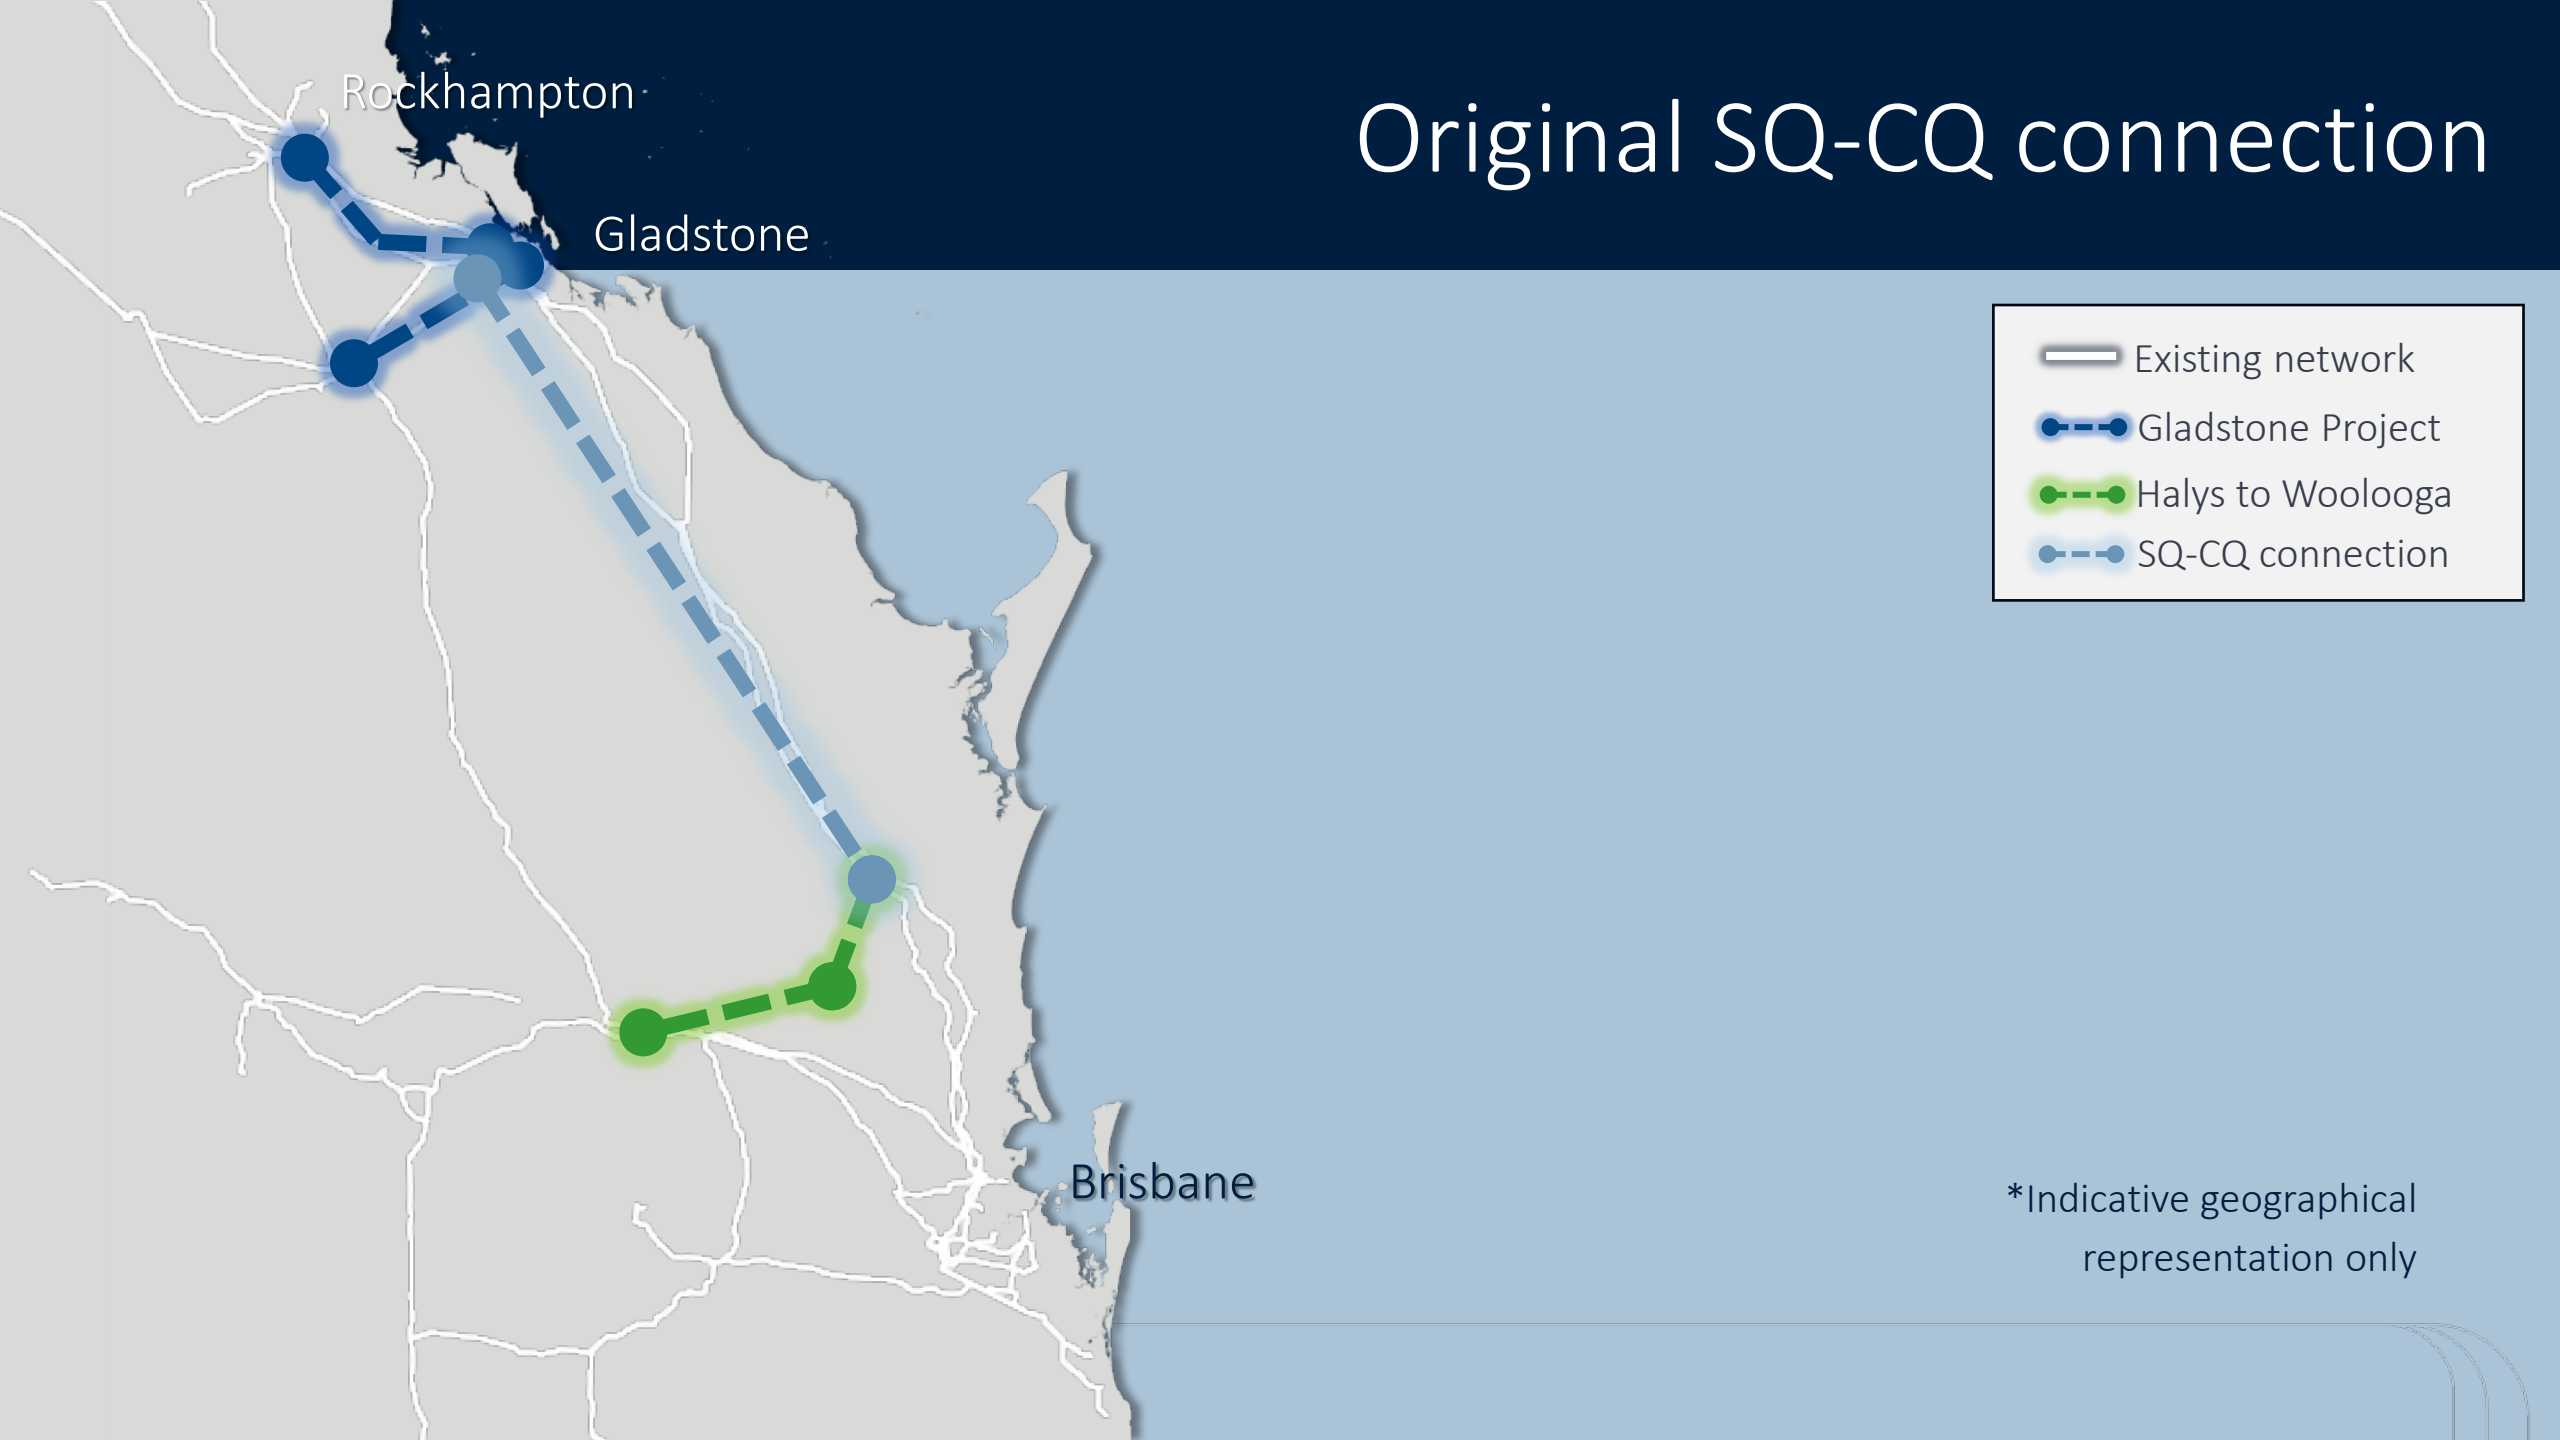 Original SQ-CQ connection
Rockhampton
Gladstone
Existing network
Gladstone Project
Halys to Woolooga
SQ-CQ connection
Brisbane
*Indicative geographical
representation only